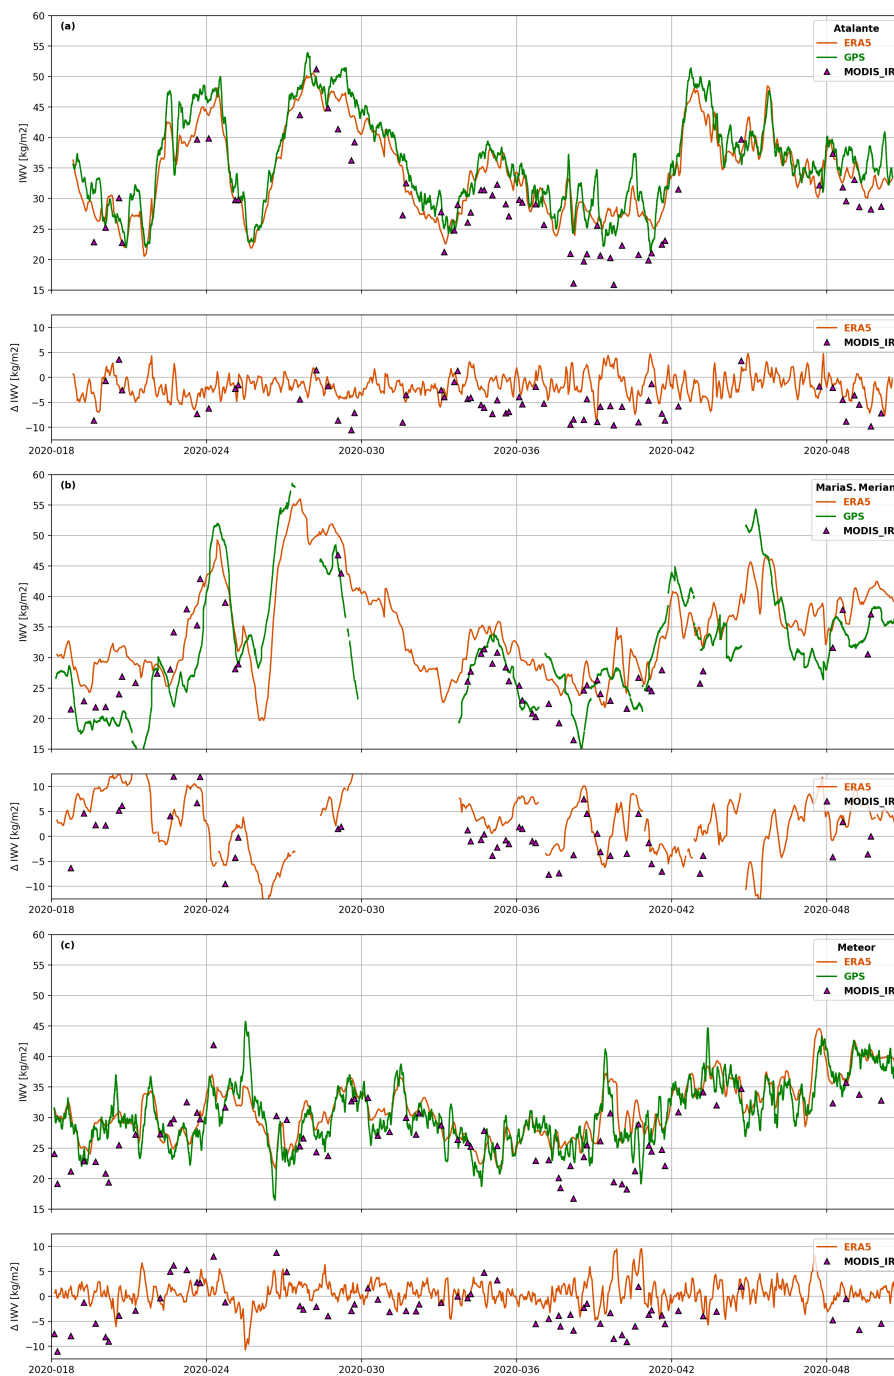 (a)
Atalante
ERA5
GPS
MODIS_IR
IWV [kg/m2]
60
55
50
45
40
35
30
25
20
15
ERA5
MODIS_IR
Δ IWV [kg/m2]
10
5
0
−5
−10
2020-018
2020-024
2020-030
2020-036
2020-042
2020-048
(b)
MariaS. Merian
ERA5
GPS
MODIS_IR
IWV [kg/m2]
60
55
50
45
40
35
30
25
20
15
ERA5
MODIS_IR
Δ IWV [kg/m2]
10
5
0
−5
−10
2020-018
2020-024
2020-030
2020-036
2020-042
2020-048
(c)
Meteor
ERA5
GPS
MODIS_IR
IWV [kg/m2]
60
55
50
45
40
35
30
25
20
15
ERA5
MODIS_IR
Δ IWV [kg/m2]
10
5
0
−5
−10
2020-018
2020-024
2020-030
2020-036
2020-042
2020-048